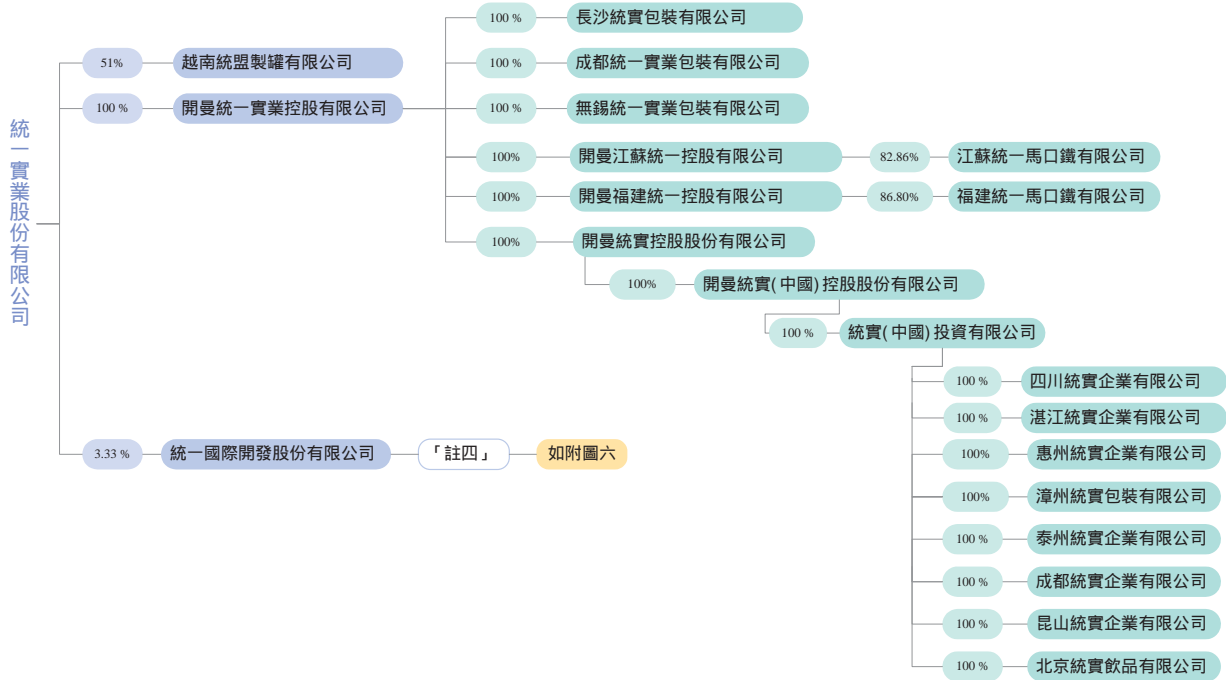 統一實業股份有限公司
51% 越南統盟製罐有限公司
100 % 開曼統一實業控股有限公司
100 % 長沙統實包裝有限公司
100 % 成都統一實業包裝有限公司
100 % 無錫統一實業包裝有限公司
100% 開曼江蘇統一控股有限公司 82.86% 江蘇統一馬口鐵有限公司
100% 開曼福建統一控股有限公司 86.80% 福建統一馬口鐵有限公司
100% 開曼統實控股股份有限公司
100% 開曼統實(中國)控股股份有限公司
100 % 統實(中國)投資有限公司
100 % 四川統實企業有限公司
100 % 湛江統實企業有限公司
100% 惠州統實企業有限公司
100% 漳州統實包裝有限公司
100 % 泰州統實企業有限公司
100 % 成都統實企業有限公司
100 % 昆山統實企業有限公司
100 % 北京統實飲品有限公司
3.33 % 統一國際開發股份有限公司 「註四」 如附圖六